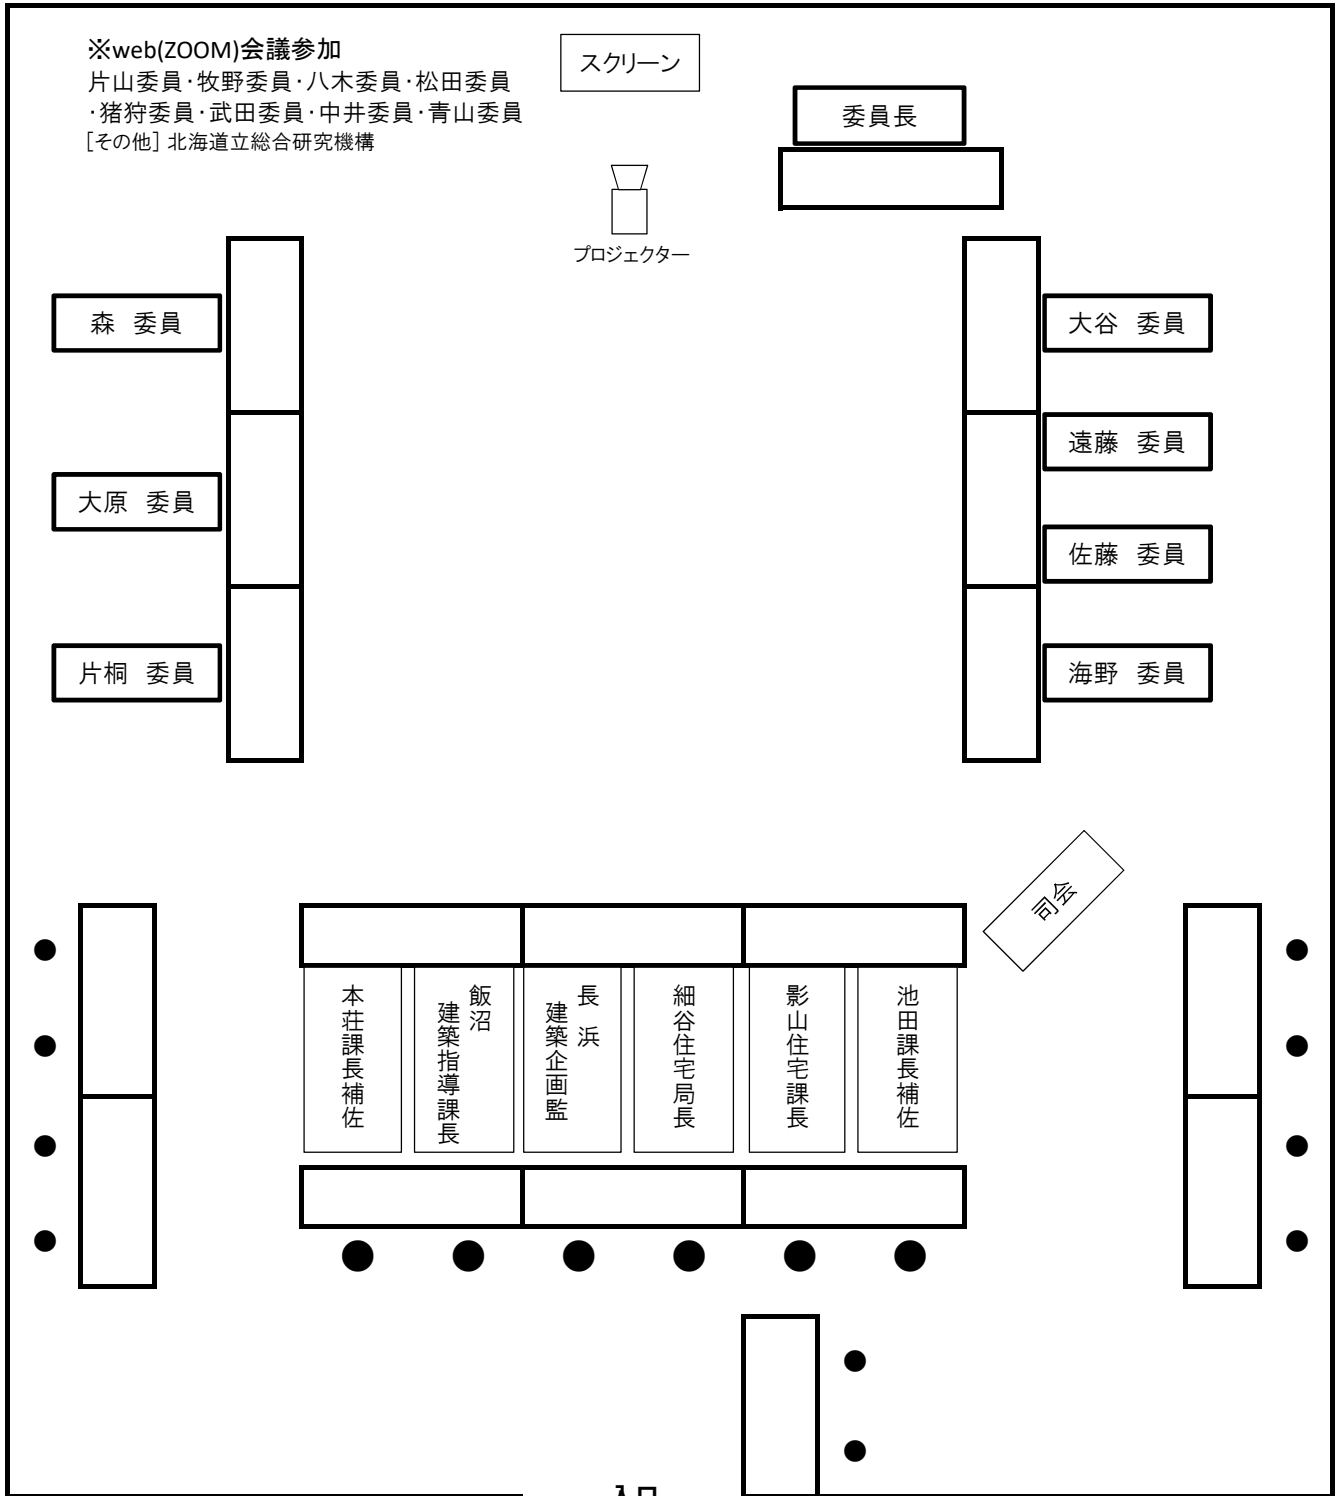 ※web(ZOOM)会議参加
片山委員・牧野委員・八木委員・松田委員
・猪狩委員・武田委員・中井委員・青山委員
[その他] 北海道立総合研究機構
スクリーン
委員長
プロジェクター
森　委員
大原　委員
片桐　委員
大谷　委員
遠藤　委員
佐藤　委員
海野　委員
司会
本荘課長補佐
飯沼
建築指導課長
長　浜
建築企画監
細谷住宅局長
影山住宅課長
池田課長補佐
入口